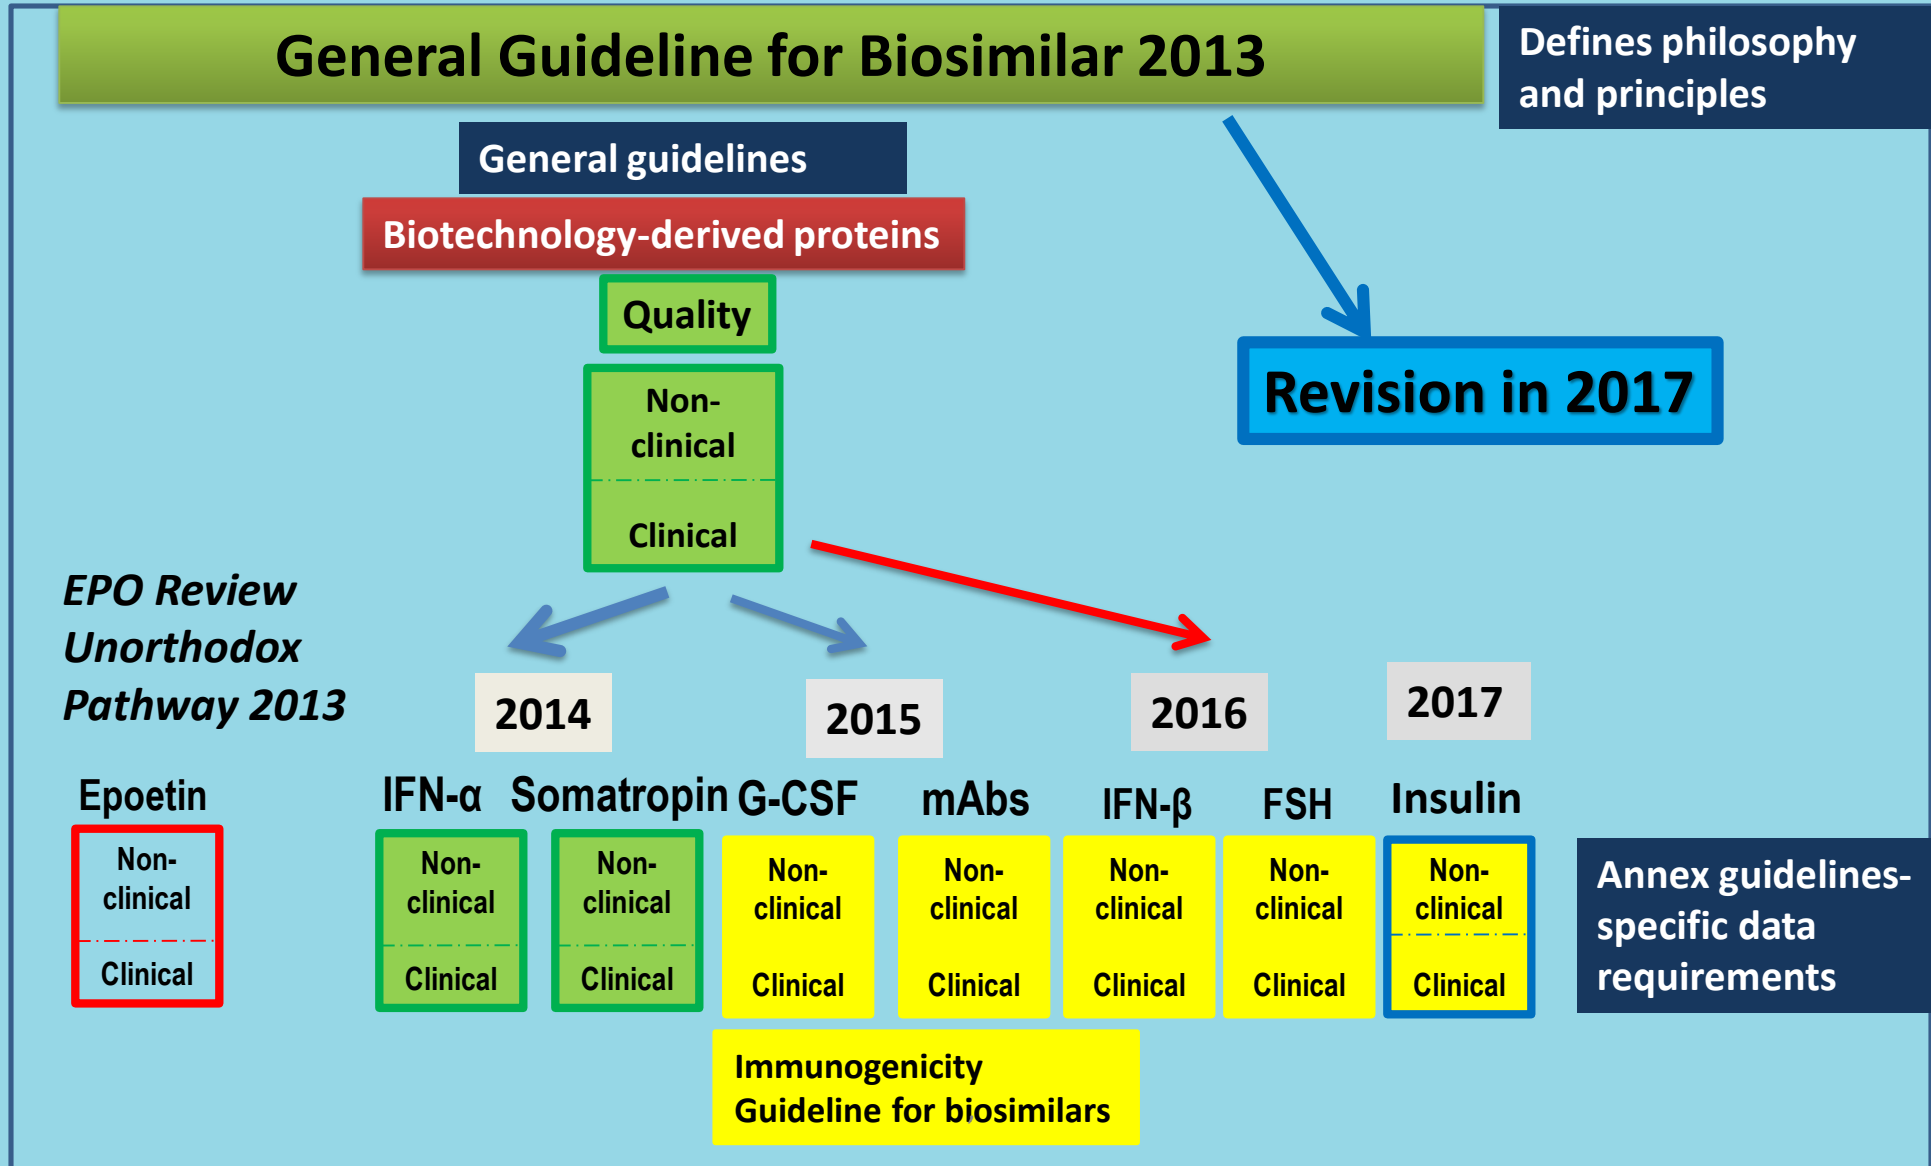 General Guideline for Biosimilar 2013
Defines philosophy
and principles
General guidelines
Biotechnology-derived proteins
Quality
Non-
clinical
Clinical
Revision in 2017
EPO Review
Unorthodox
Pathway 2013
2014
2015
2016
2017
Epoetin
IFN-α
Somatropin
G-CSF
mAbs
IFN-β
FSH
Insulin
Non-
clinical
Clinical
Non-
clinical
Clinical
Non-
clinical
Clinical
Non-
clinical
Clinical
Non-
clinical
Clinical
Non-
clinical
Clinical
Non-
clinical
Clinical
Non-
clinical
Clinical
Annex guidelines-
specific data
requirements
Immunogenicity
Guideline for biosimilars